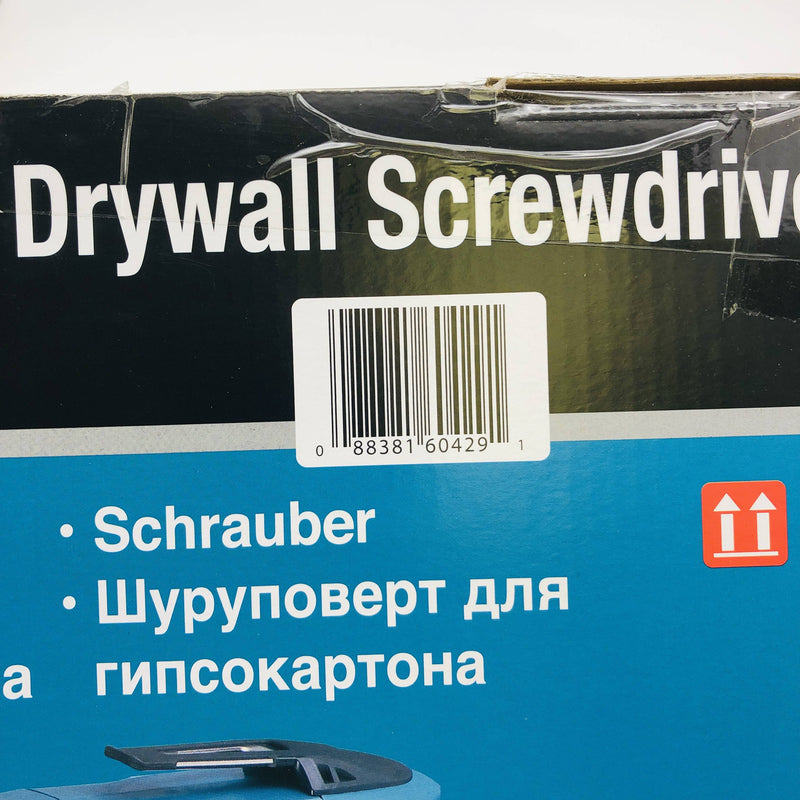 Drywall Screwdrive
0 88381 60429 1
• Schrauber
• Шуруповерт для
гипсокартона
а